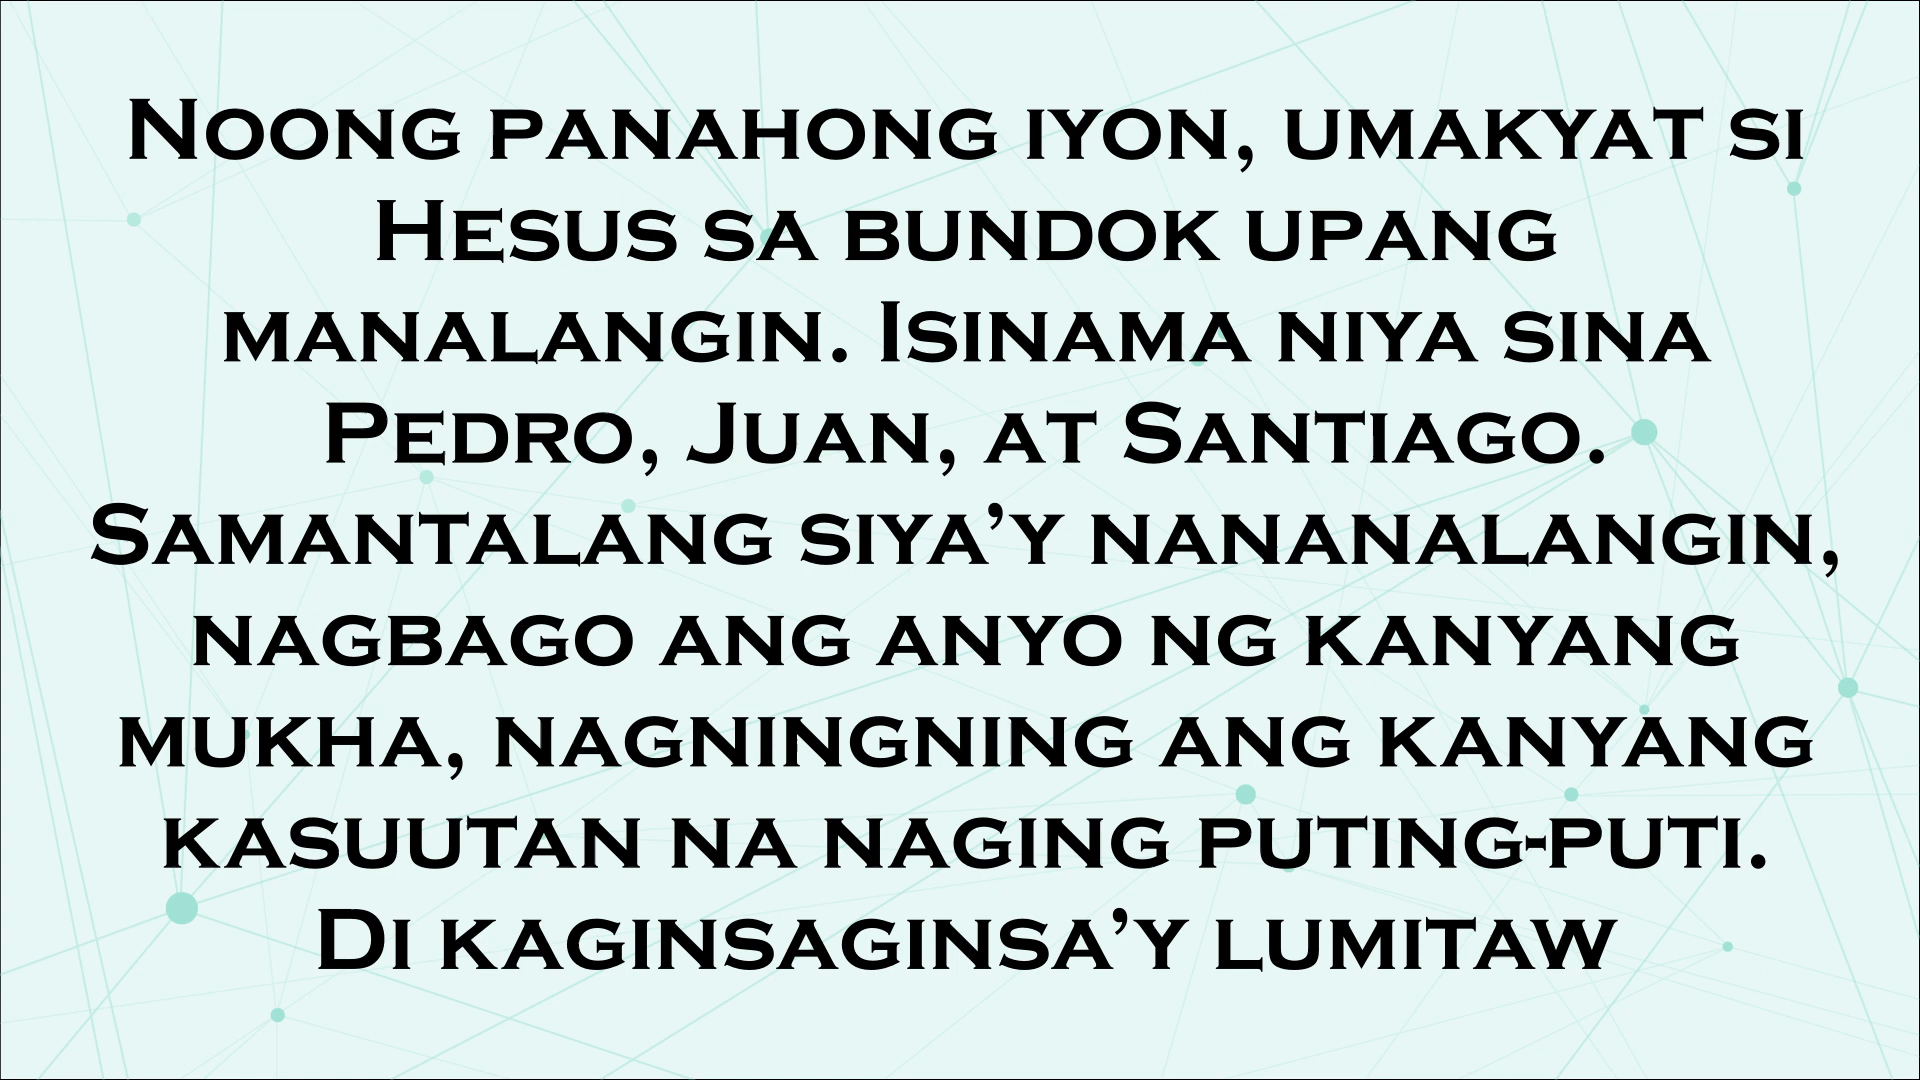 Noong panahong iyon, umakyat si
Hesus sa bundok upang
manalangin. Isinama niya sina
Pedro, Juan, at Santiago.
Samantalang siya’y nananalangin,
nagbago ang anyo ng kanyang
mukha, nagningning ang kanyang
kasuutan na naging puting-puti.
Di kaginsaginsa’y lumitaw